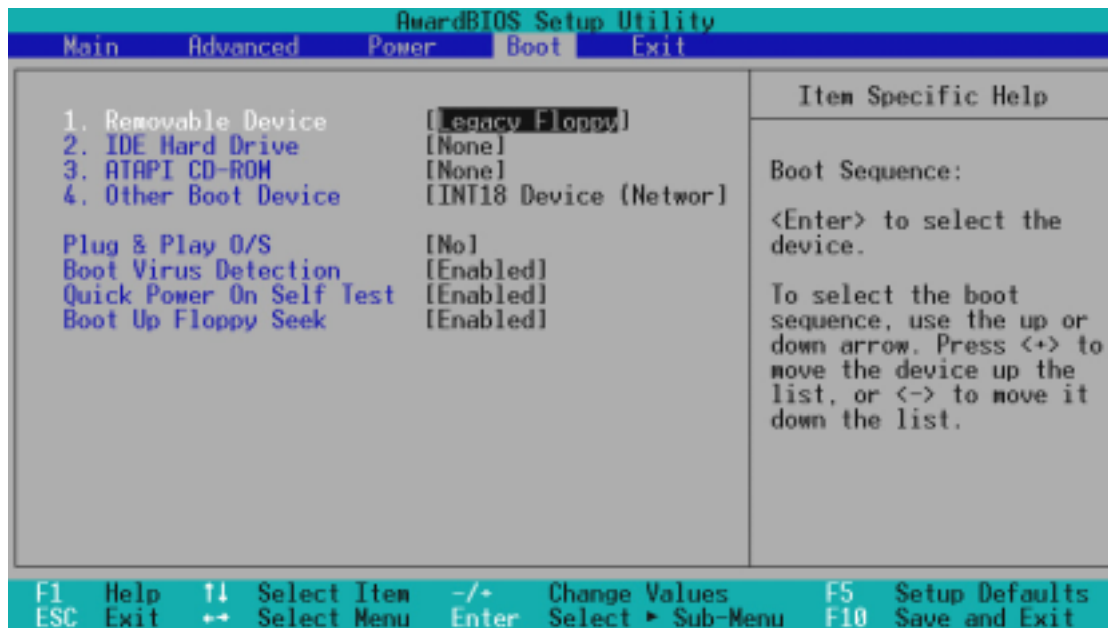 AwardBIOS Setup Utility
Main Advanced Power Boot Exit
1. Removable Device [Legacy Floppy]
2. IDE Hard Drive [None]
3. ATAPI CD-ROM [None]
4. Other Boot Device [INT18 Device (Networ]
Plug & Play O/S [No]
Boot Virus Detection [Enabled]
Quick Power On Self Test [Enabled]
Boot Up Floppy Seek [Enabled]
Item Specific Help
Boot Sequence:
<Enter> to select the
device.
To select the boot
sequence, use the up or
down arrow. Press <+> to
move the device up the
list, or <-> to move it
down the list.
F1 Help ↑↓ Select Item -/+ Change Values F5 Setup Defaults
ESC Exit ←→ Select Menu Enter Select ► Sub-Menu F10 Save and Exit